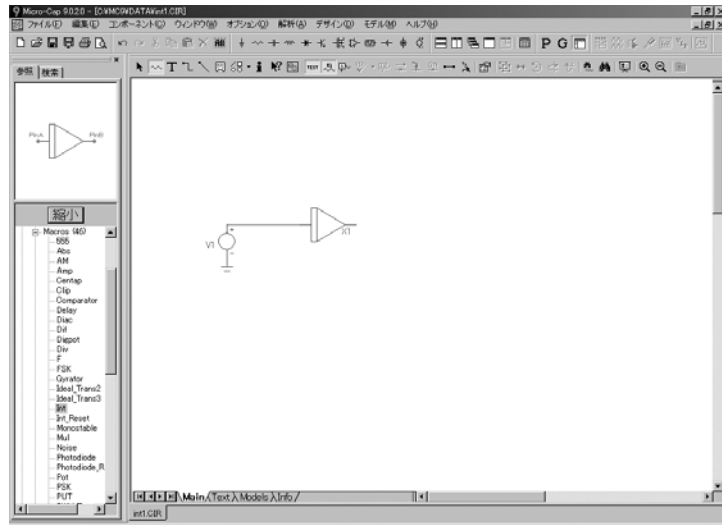 Micro-Cap 9.0.2.0 - [C:\MC9\DATA\int1.CIR]
ファイル(F) 編集(E) コンポーネント(C) ウィンドウ(W) オプション(O) 解析(A) デザイン(D) モデル(M) ヘルプ(H)
P G
参照 検索
T
TEXT
PinA PinB
縮小
Macros (46)
555
Abs
AM
Amp
Centap
Clip
Comparator
Delay
Diac
Dif
Digpot
Div
F
FSK
Gyrator
Ideal_Trans2
Ideal_Trans3
Int
Int_Reset
Monostable
Mul
Noise
Photodiode
Photodiode_R
Pot
PSK
PUT
V1
+
-
X1
Main Text Models Info
int1.CIR